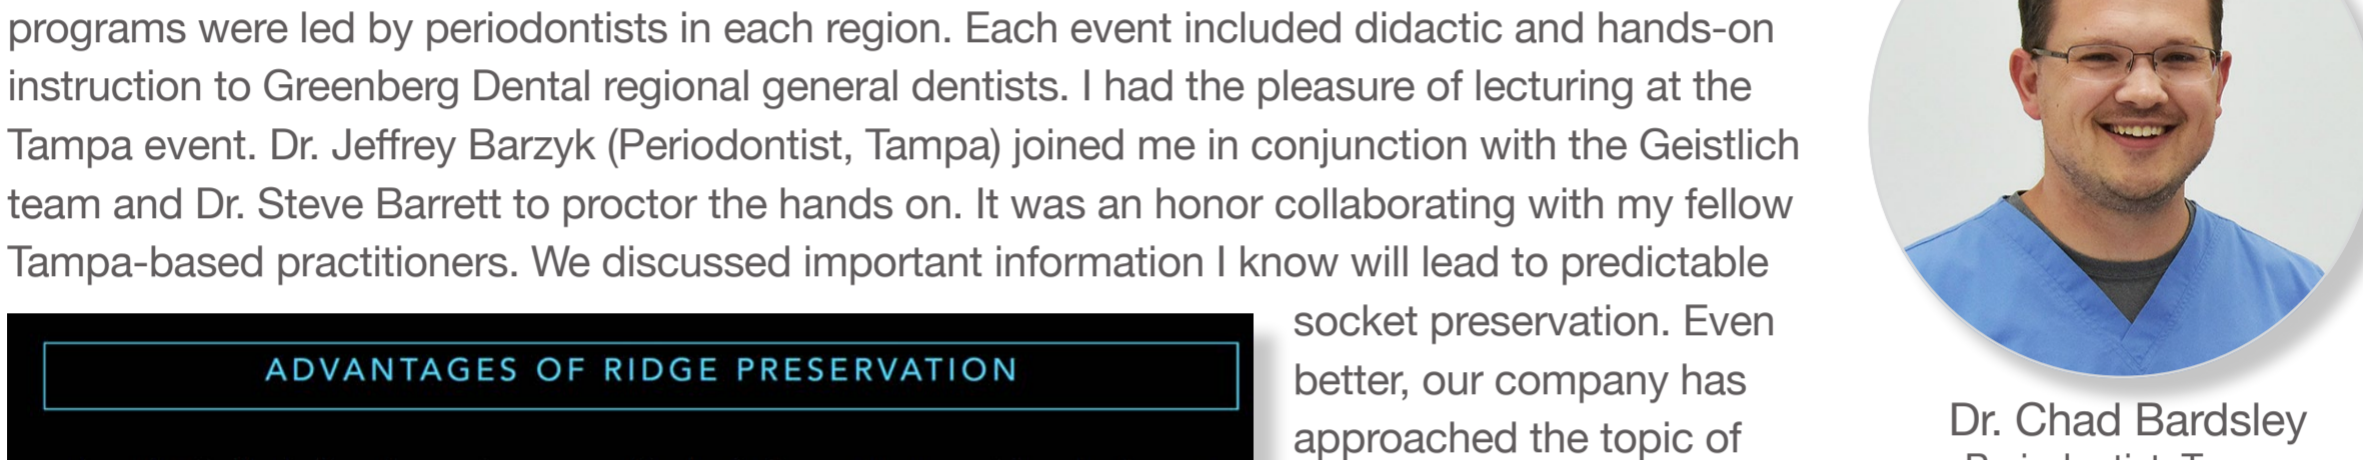 programs were led by periodontists in each region. Each event included didactic and hands-on
instruction to Greenberg Dental regional general dentists. I had the pleasure of lecturing at the
Tampa event. Dr. Jeffrey Barzyk (Periodontist, Tampa) joined me in conjunction with the Geistlich
team and Dr. Steve Barrett to proctor the hands on. It was an honor collaborating with my fellow
Tampa-based practitioners. We discussed important information I know will lead to predictable
socket preservation. Even
better, our company has
approached the topic of
ADVANTAGES OF RIDGE PRESERVATION
Dr. Chad Bardsley